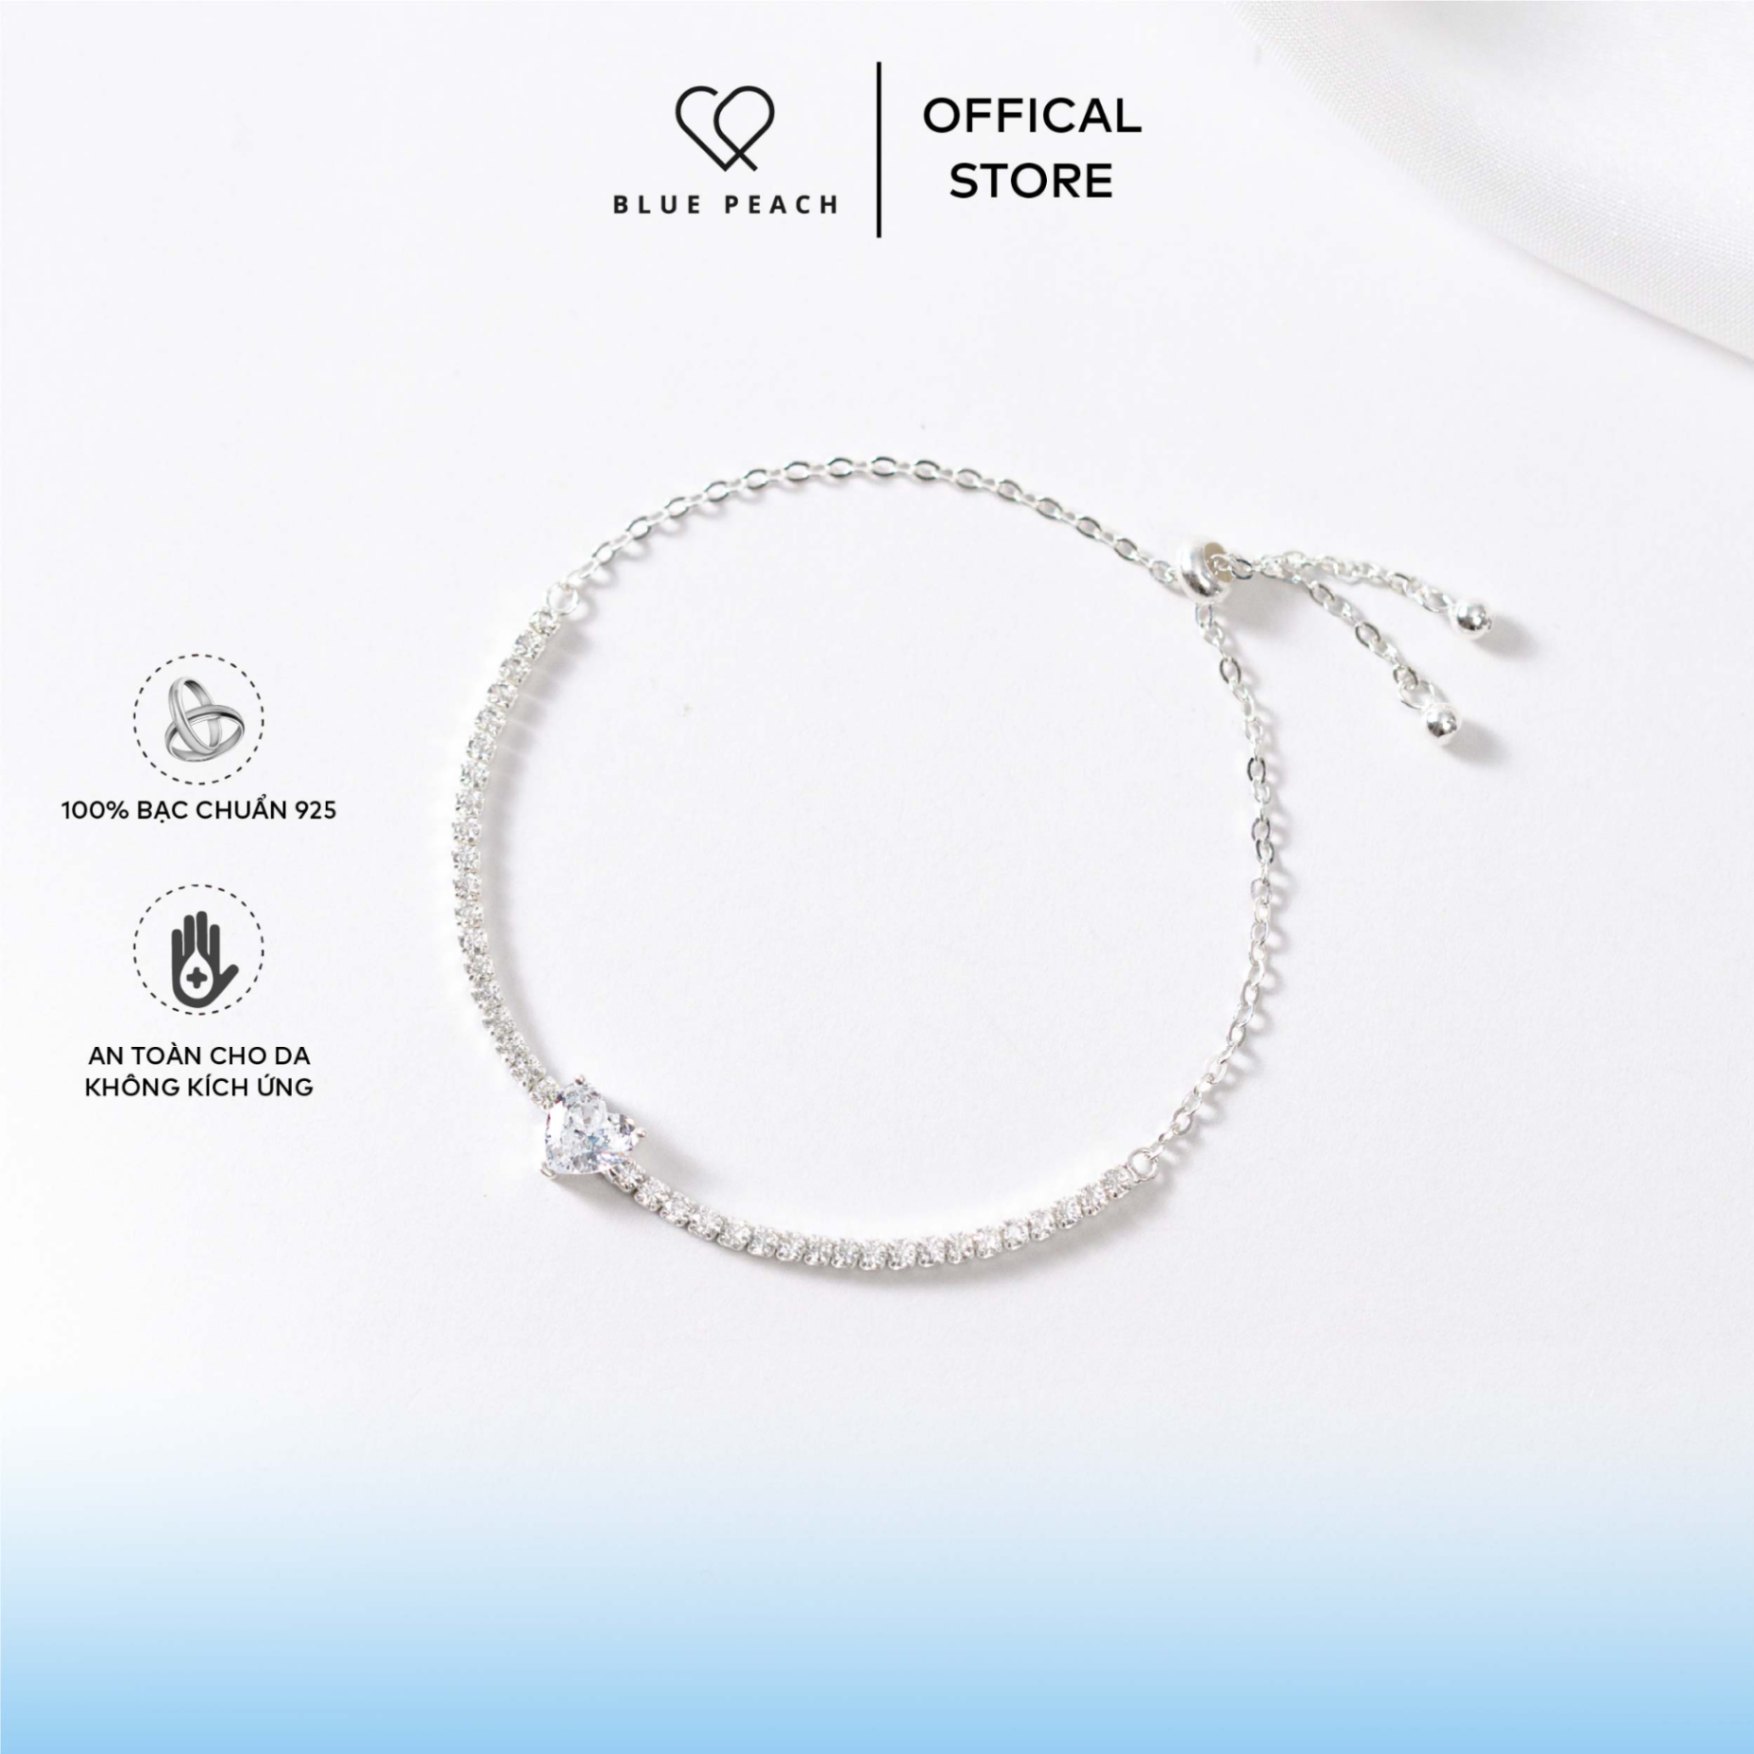 BLUE PEACH
OFFICAL
STORE
100% BẠC CHUẨN 925
AN TOÀN CHO DA
KHÔNG KÍCH ỨNG